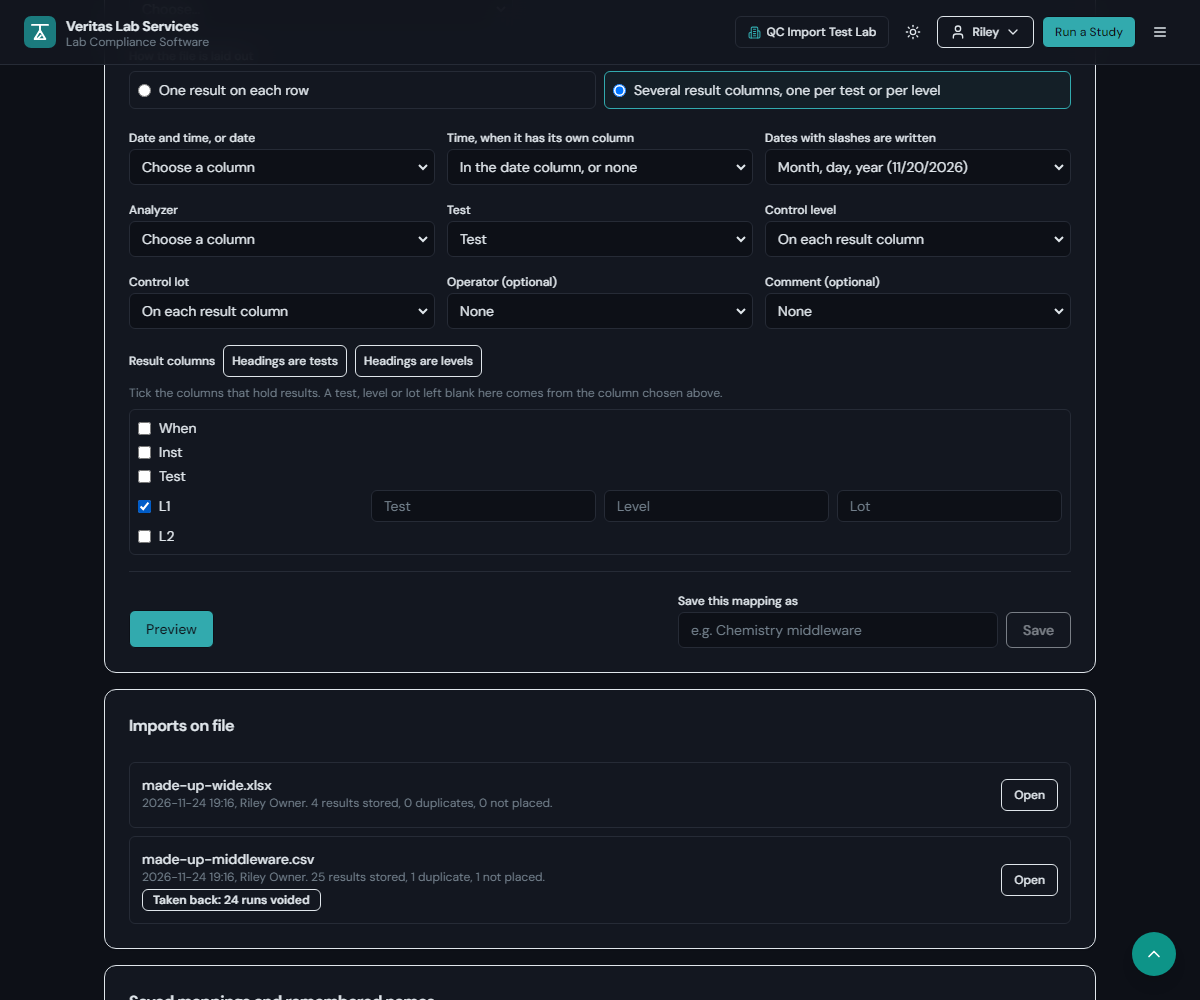 Veritas Lab Services
Lab Compliance Software
QC Import Test Lab
Riley
Run a Study
One result on each row
Several result columns, one per test or per level
Date and time, or date
Time, when it has its own column
Dates with slashes are written
Choose a column
In the date column, or none
Month, day, year (11/20/2026)
Analyzer
Test
Control level
Choose a column
Test
On each result column
Control lot
Operator (optional)
Comment (optional)
On each result column
None
None
Result columns
Headings are tests
Headings are levels
Tick the columns that hold results. A test, level or lot left blank here comes from the column chosen above.
When
Inst
Test
L1
Test
Level
Lot
L2
Save this mapping as
Preview
e.g. Chemistry middleware
Save
Imports on file
made-up-wide.xlsx
2026-11-24 19:16, Riley Owner. 4 results stored, 0 duplicates, 0 not placed.
Open
made-up-middleware.csv
2026-11-24 19:16, Riley Owner. 25 results stored, 1 duplicate, 1 not placed.
Taken back: 24 runs voided
Open
Saved mappings and remembered names